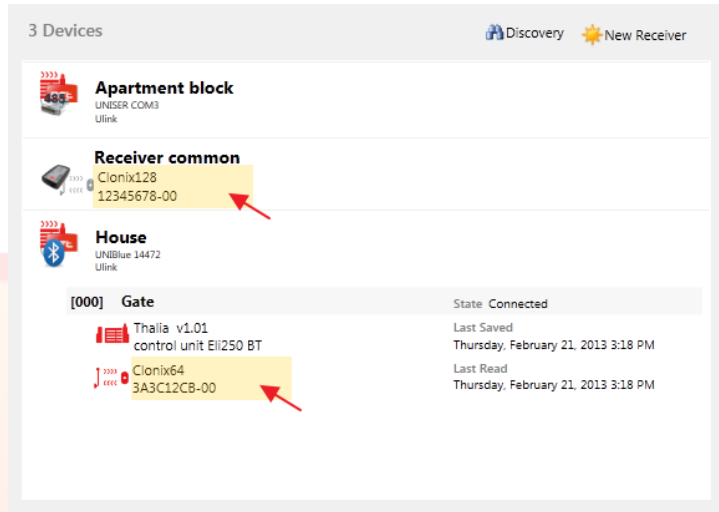 3 Devices
Discovery
New Receiver
485
Apartment block
UNISER COM3
Ulink
Receiver common
Clonix128
12345678-00
House
UNIBlue 14472
Ulink
[000] Gate
State Connected
Thalia v1.01
control unit Eli250 BT
Last Saved
Thursday, February 21, 2013 3:18 PM
Clonix64
3A3C12CB-00
Last Read
Thursday, February 21, 2013 3:18 PM